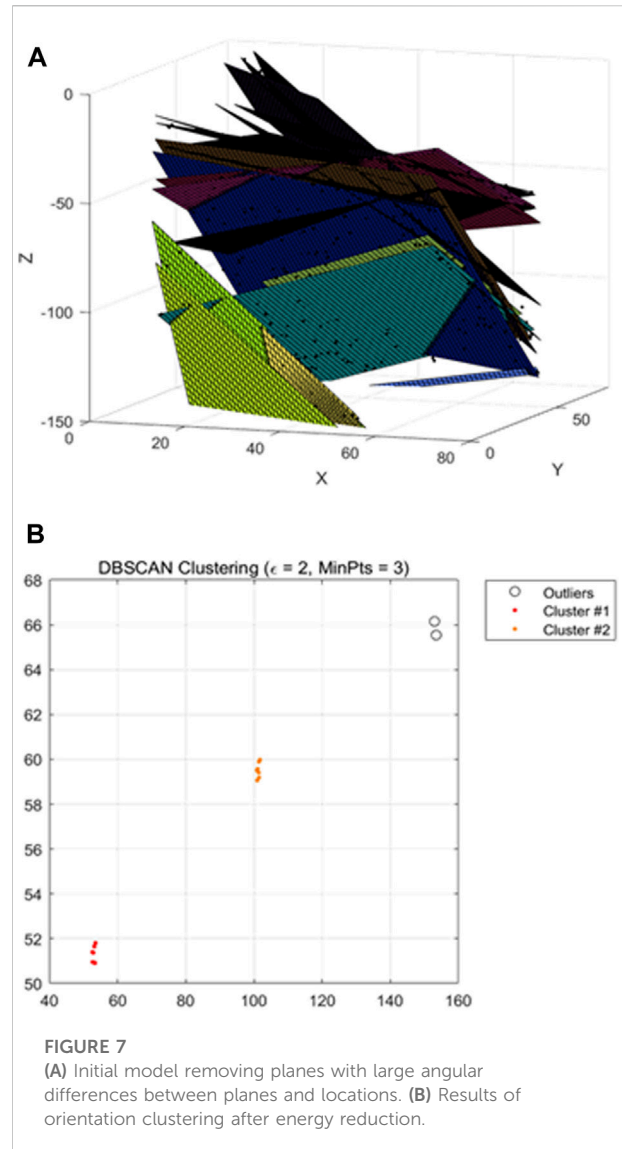 A
0
-50
Z
-100
-150
0
20
40
60
80
X
0
50
Y
B
DBSCAN Clustering (ϵ = 2, MinPts = 3)
68
66
64
62
60
58
56
54
52
50
40
60
80
100
120
140
160
Outliers
Cluster #1
Cluster #2
FIGURE 7
(A) Initial model removing planes with large angular
differences between planes and locations. (B) Results of
orientation clustering after energy reduction.